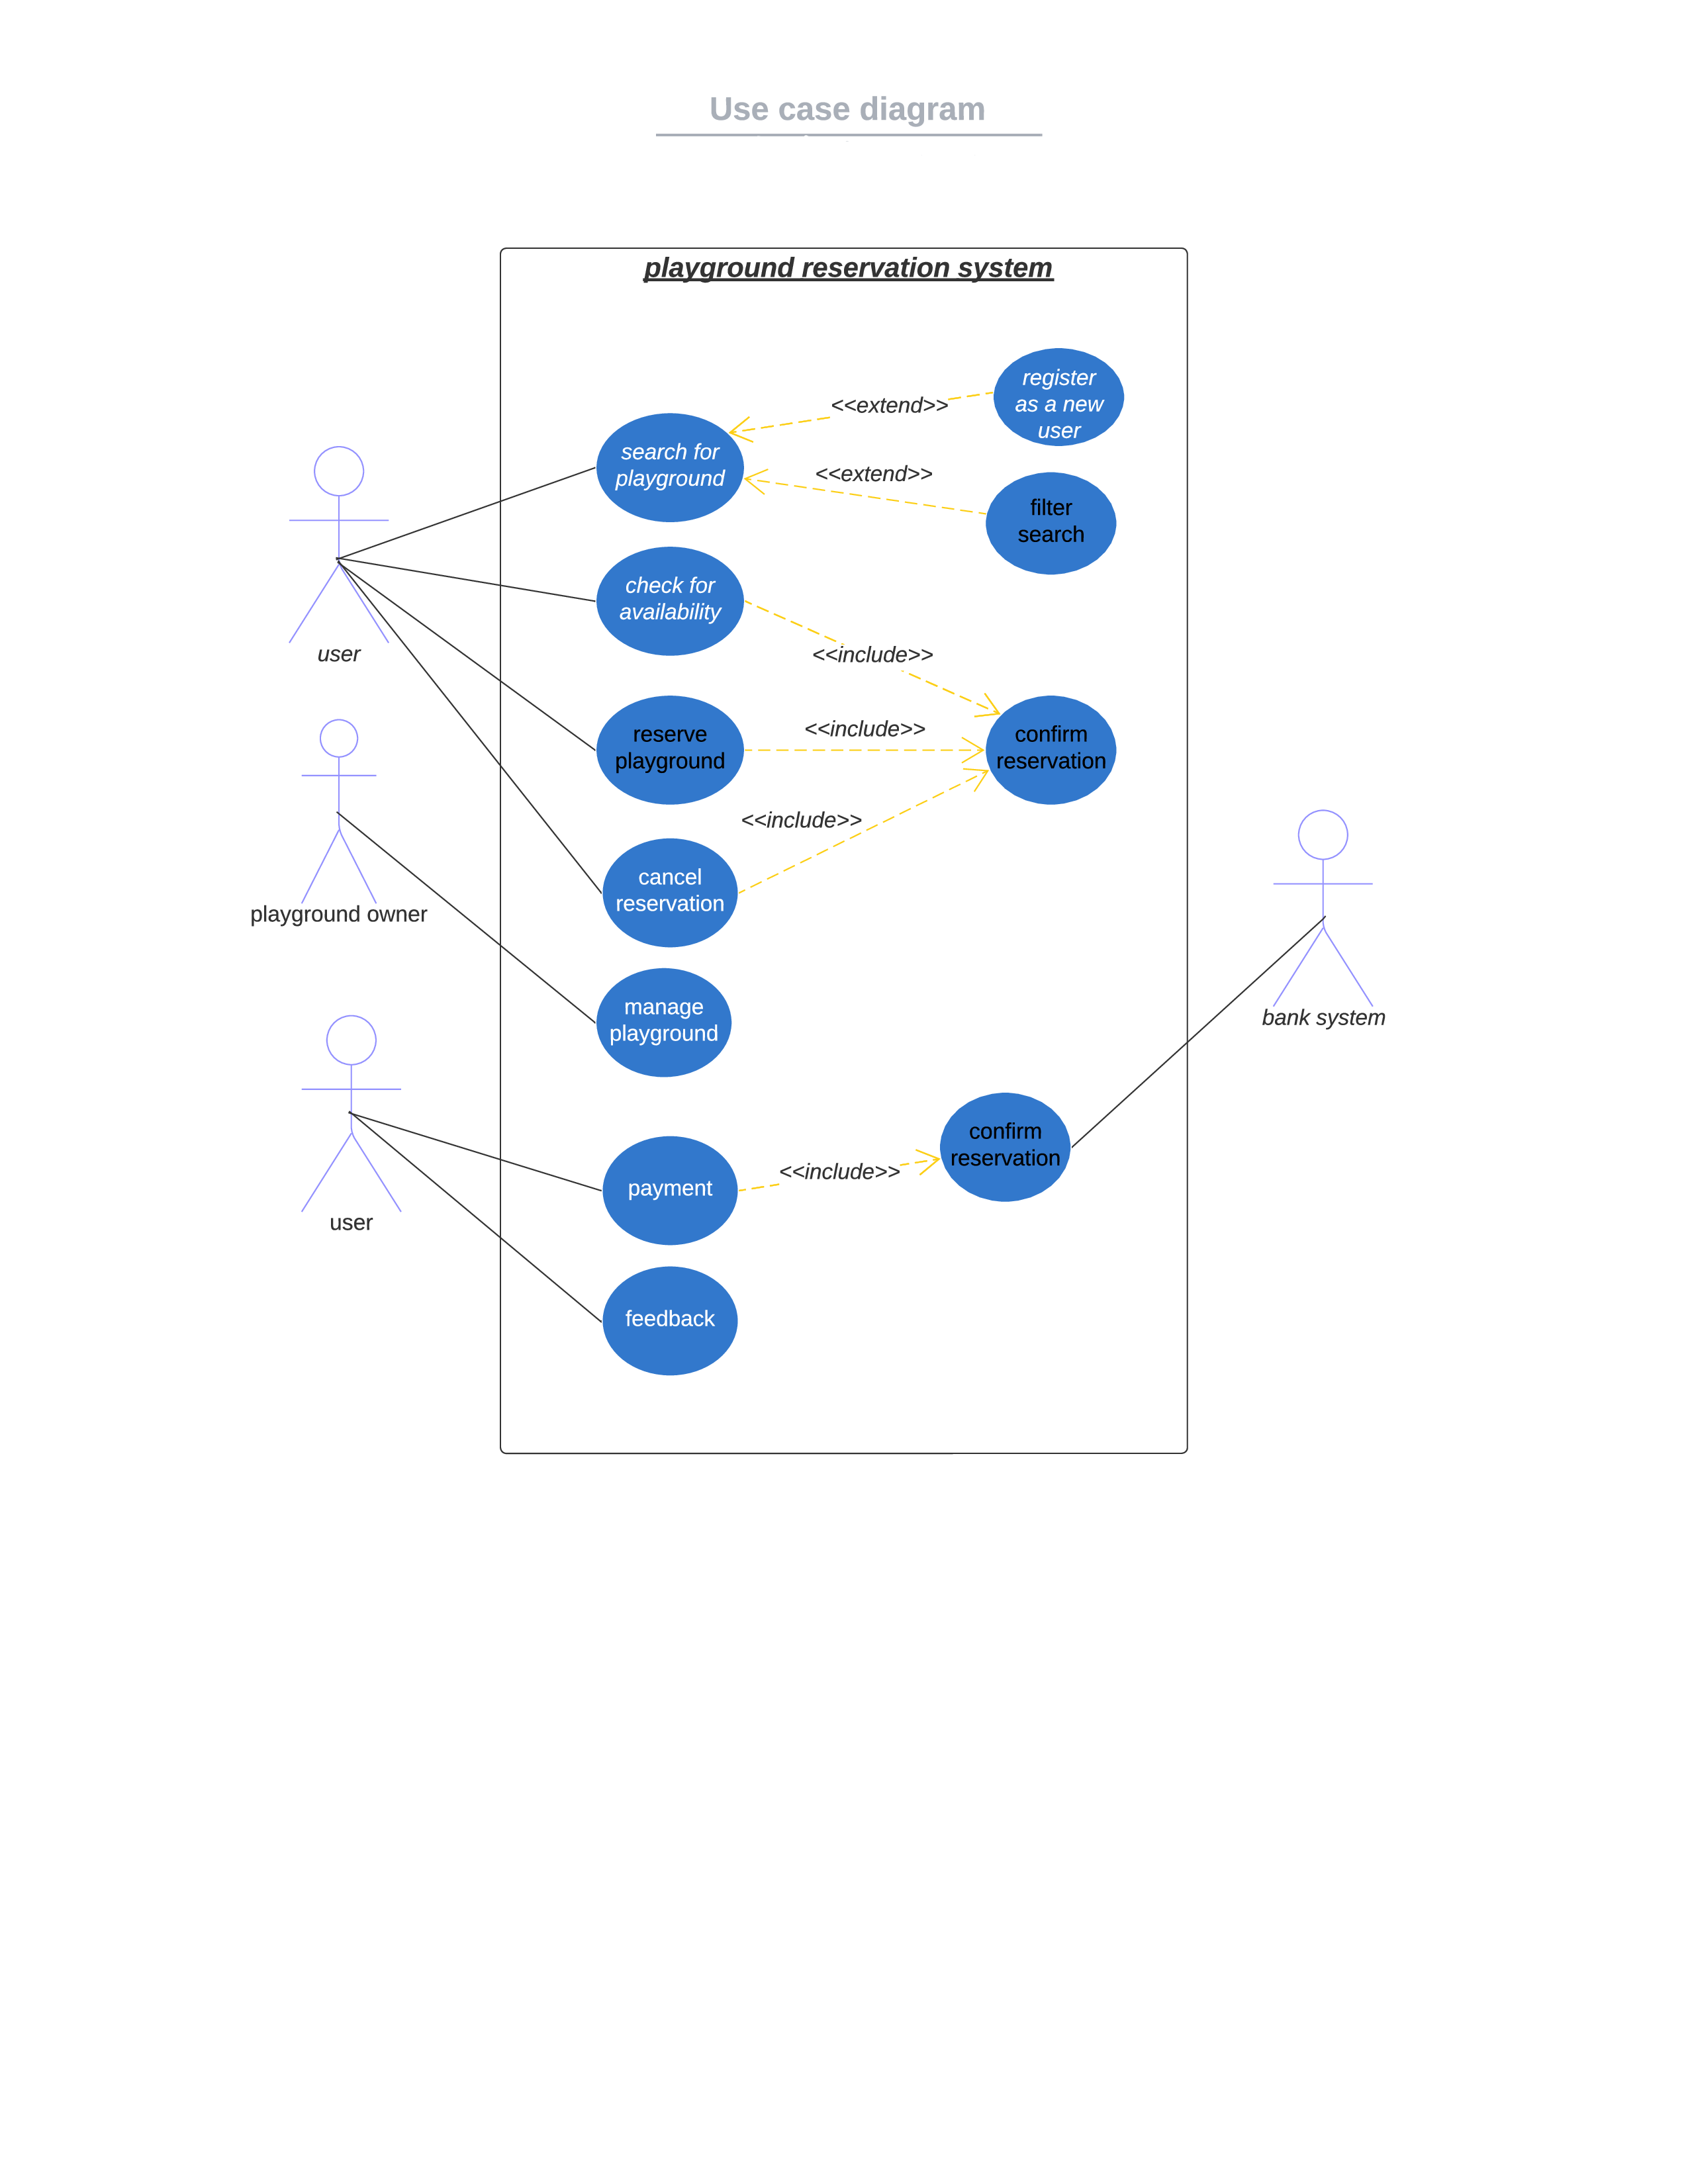 Use case diagram
playground reservation system
register
as a new
user
<<extend>>
search for
playground
<<extend>>
filter
search
check for
availability
user
<<include>>
reserve
playground
<<include>>
confirm
reservation
<<include>>
cancel
reservation
playground owner
manage
playground
bank system
confirm
reservation
<<include>>
payment
user
feedback